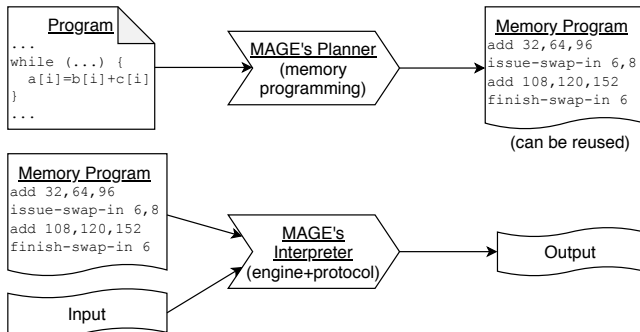 Program
...
while (...) {
a[i]=b[i]+c[i]
}
...
MAGE's Planner
(memory
programming)
Memory Program
add 32,64,96
issue-swap-in 6,8
add 108,120,152
finish-swap-in 6
(can be reused)
Memory Program
add 32,64,96
issue-swap-in 6,8
add 108,120,152
finish-swap-in 6
Input
MAGE's
Interpreter
(engine+protocol)
Output